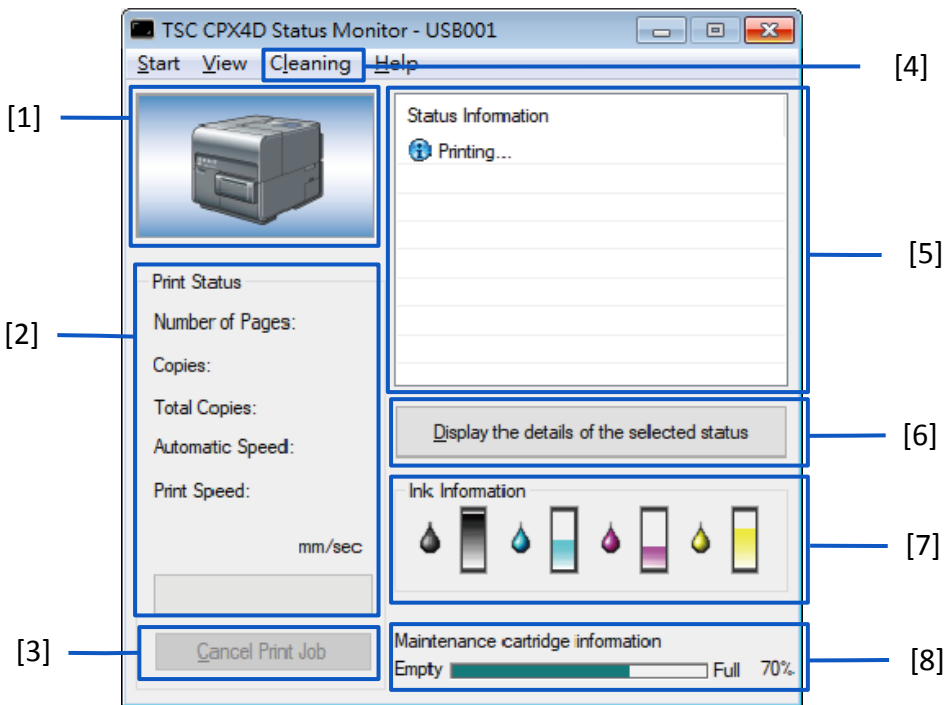 TSC CPX4D Status Monitor - USB001
Start View Cleaning Help
[4]
[1]
Status Information
Printing...
[5]
Print Status
Number of Pages:
[2]
Copies:
Total Copies:
Automatic Speed:
Print Speed:
mm/sec
Display the details of the selected status
[6]
Ink Information
[7]
[3]
Cancel Print Job
Maintenance cartridge information
Empty Full 70%
[8]